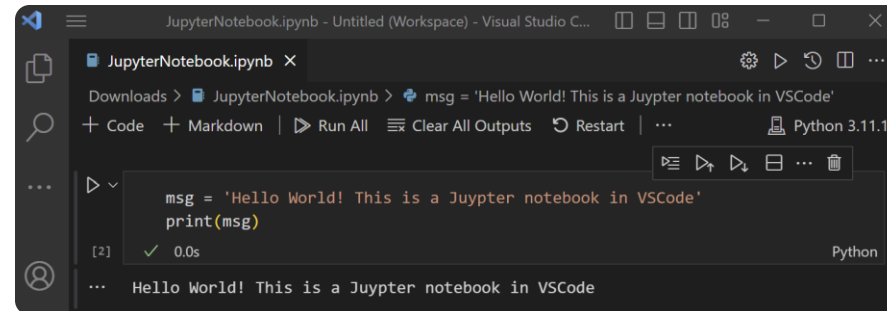 JupyterNotebook.ipynb - Untitled (Workspace) - Visual Studio C...
JupyterNotebook.ipynb
Downloads > JupyterNotebook.ipynb > msg = 'Hello World! This is a Juypter notebook in VSCode'
+ Code + Markdown | Run All Clear All Outputs Restart | ... Python 3.11.1
msg = 'Hello World! This is a Juypter notebook in VSCode'
print(msg)
[2] ✓ 0.0s Python
... Hello World! This is a Juypter notebook in VSCode